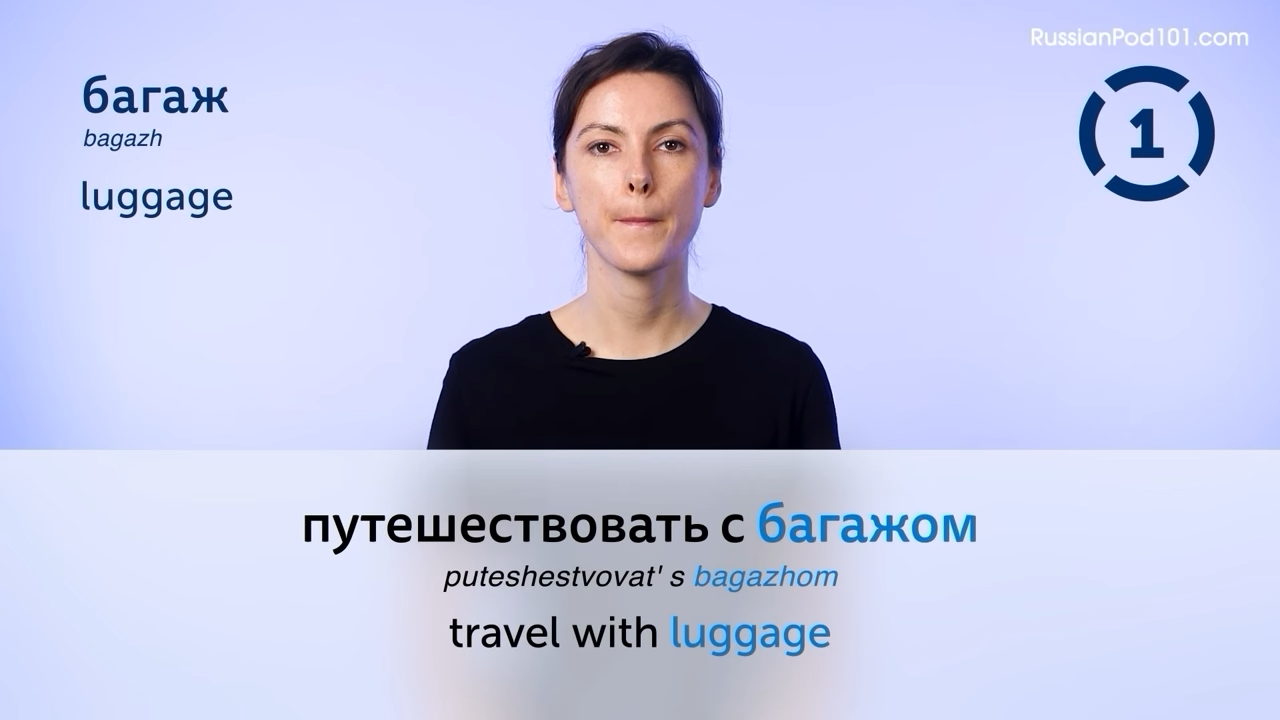 RussianPod101.com
багаж
bagazh
luggage
1
путешествовать с багажом
puteshestvovat' s bagazhom
travel with luggage